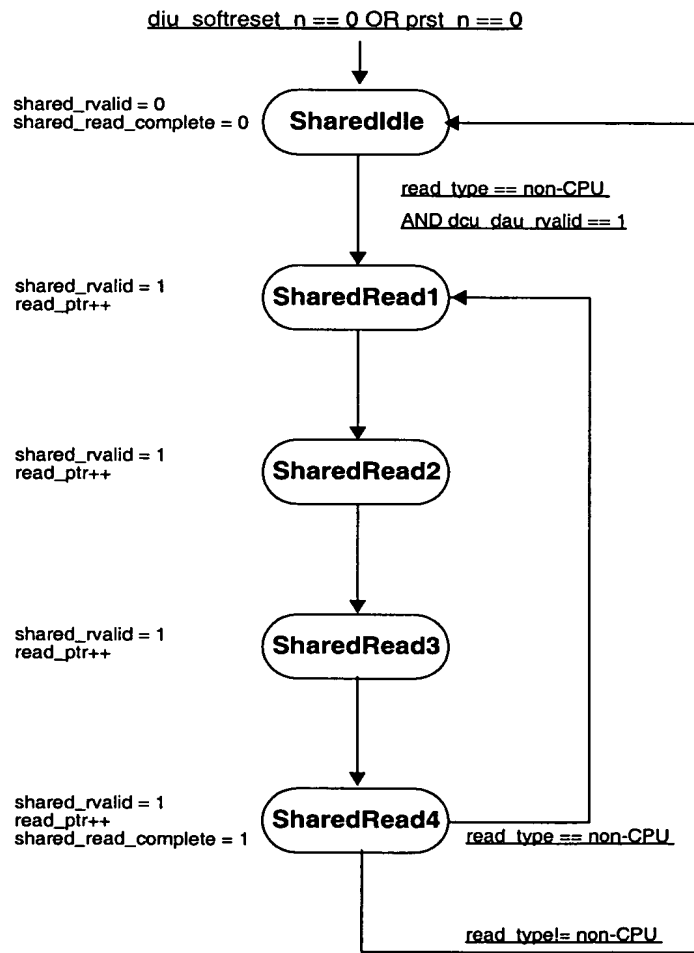 diu_softreset_n == 0 OR prst_n == 0
shared_rvalid = 0
shared_read_complete = 0
SharedIdle
read_type == non-CPU
AND dcu_dau_rvalid == 1
shared_rvalid = 1
read_ptr++
SharedRead1
shared_rvalid = 1
read_ptr++
SharedRead2
shared_rvalid = 1
read_ptr++
SharedRead3
shared_rvalid = 1
read_ptr++
shared_read_complete = 1
SharedRead4
read_type == non-CPU
read_type!= non-CPU